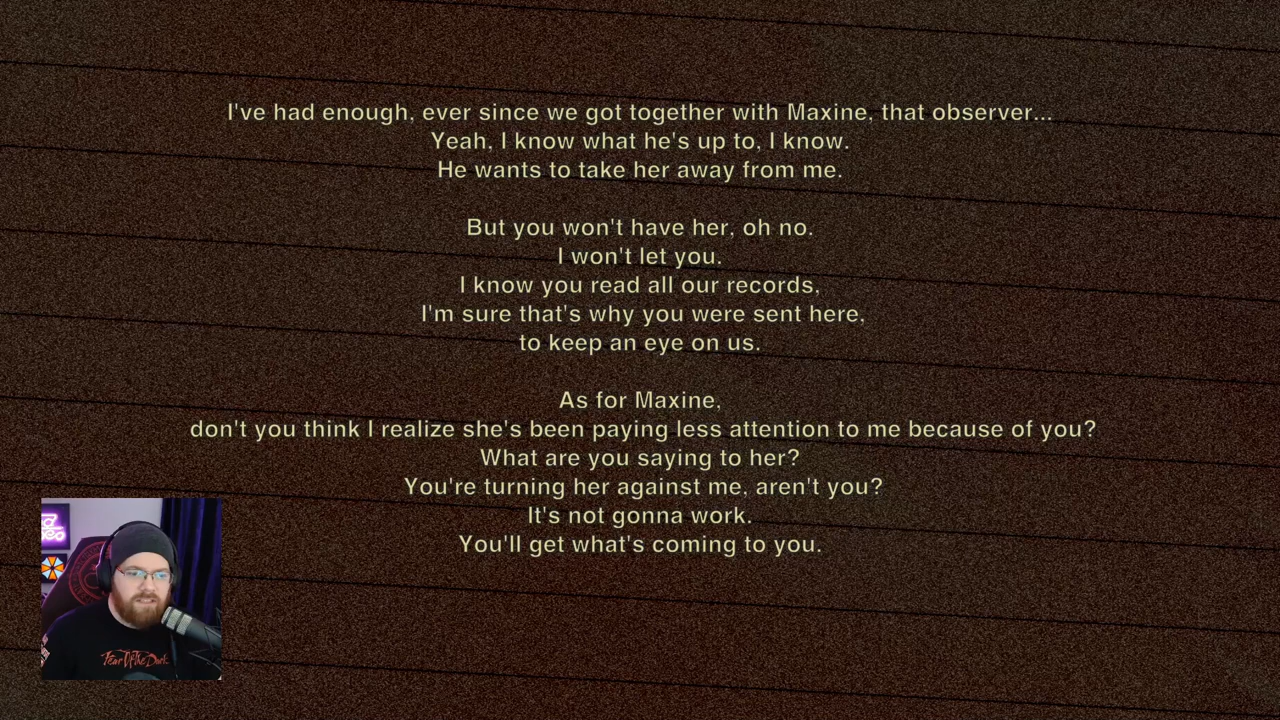 I've had enough, ever since we got together with Maxine, that observer...
Yeah, I know what he's up to, I know.
He wants to take her away from me.
But you won't have her, oh no.
I won't let you.
I know you read all our records,
I'm sure that's why you were sent here,
to keep an eye on us.
As for Maxine,
don't you think I realize she's been paying less attention to me because of you?
What are you saying to her?
You're turning her against me, aren't you?
It's not gonna work.
You'll get what's coming to you.
Fear Of The Dark